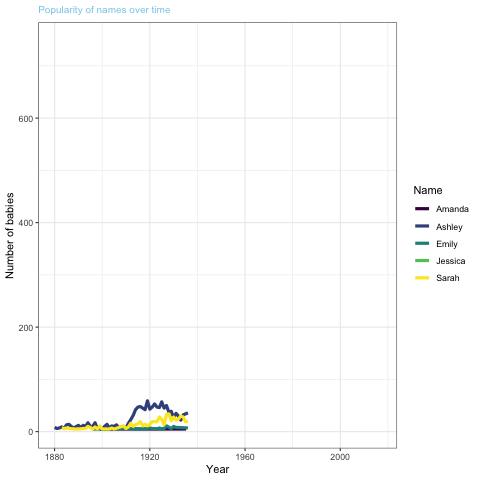 Popularity of names over time
Number of babies
600
400
200
0
1880
1920
1960
2000
Year
Name
Amanda
Ashley
Emily
Jessica
Sarah